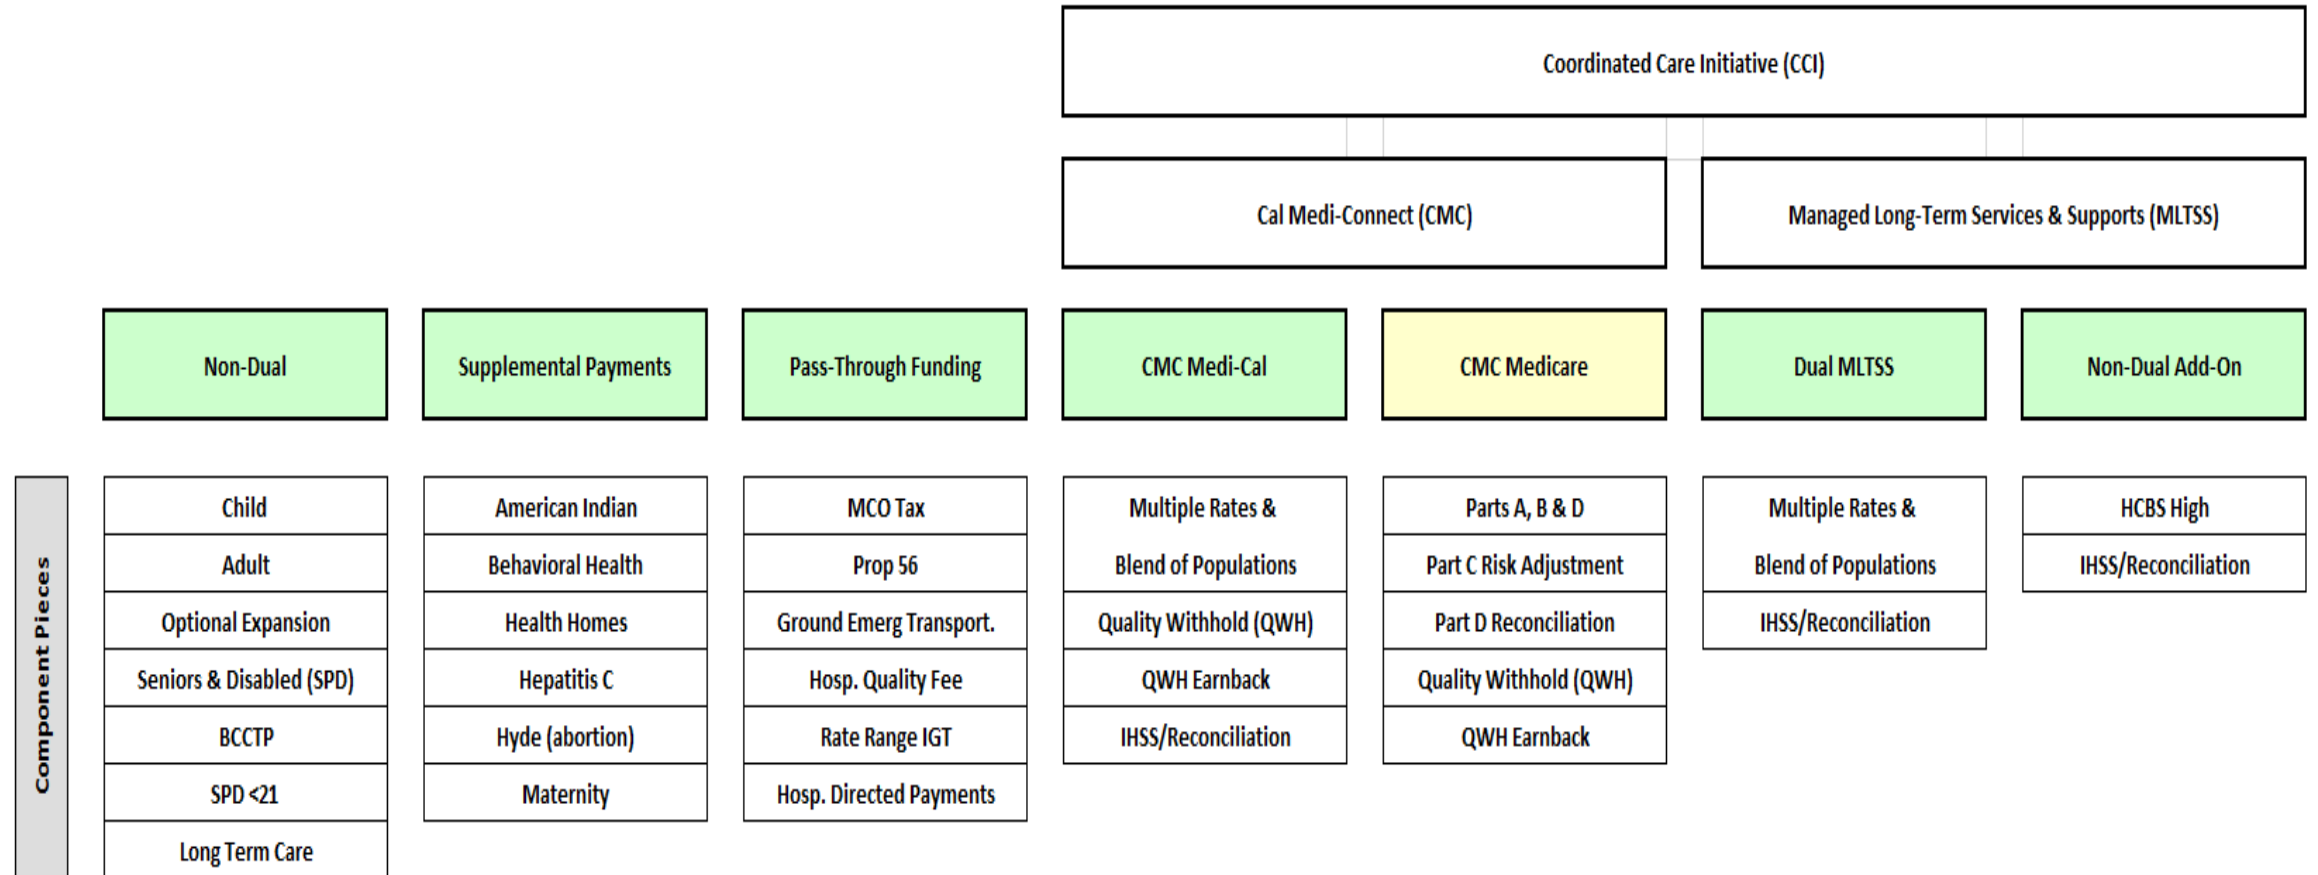 Coordinated Care Initiative (CCI)
Cal Medi-Connect (CMC)
Managed Long-Term Services & Supports (MLTSS)
Non-Dual
Supplemental Payments
Pass-Through Funding
CMC Medi-Cal
CMC Medicare
Dual MLTSS
Non-Dual Add-On
Component Pieces
Child
Adult
Optional Expansion
Seniors & Disabled (SPD)
BCCTP
SPD <21
Long Term Care
American Indian
Behavioral Health
Health Homes
Hepatitis C
Hyde (abortion)
Maternity
MCO Tax
Prop 56
Ground Emerg Transport.
Hosp. Quality Fee
Rate Range IGT
Hosp. Directed Payments
Multiple Rates &
Blend of Populations
Quality Withhold (QWH)
QWH Earnback
IHSS/Reconciliation
Parts A, B & D
Part C Risk Adjustment
Part D Reconciliation
Quality Withhold (QWH)
QWH Earnback
Multiple Rates &
Blend of Populations
IHSS/Reconciliation
HCBS High
IHSS/Reconciliation